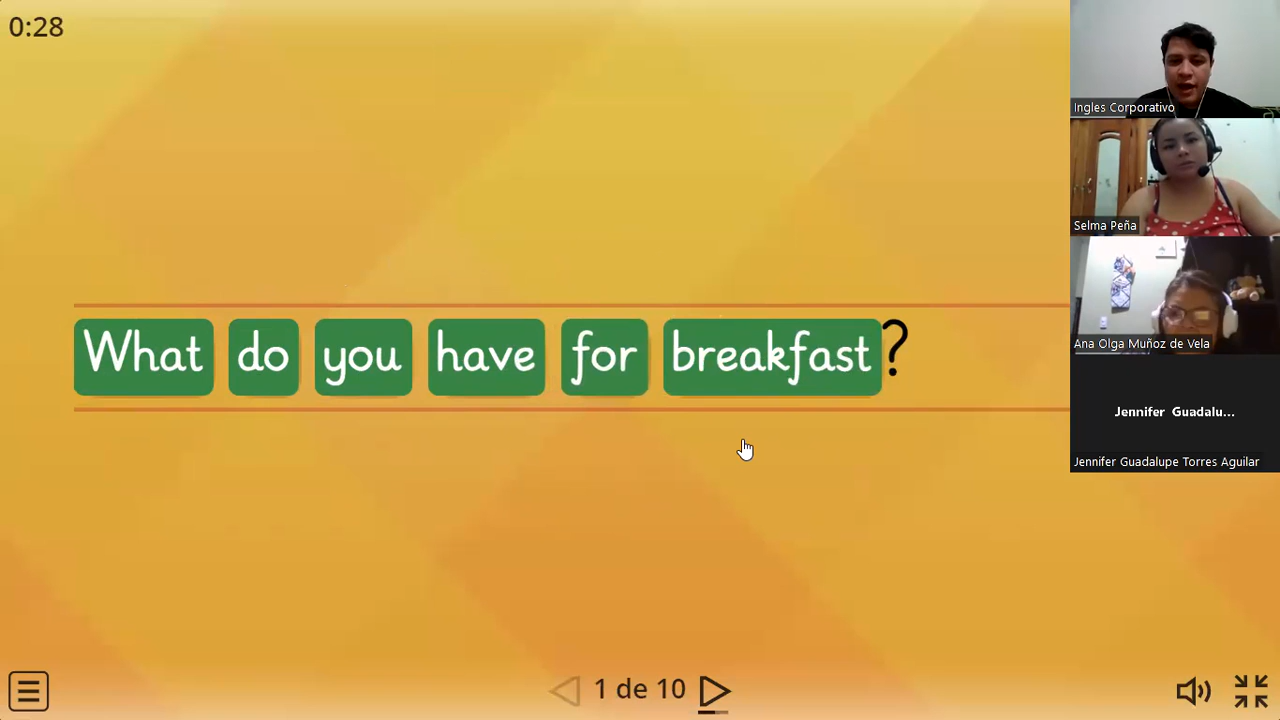 0:28
Ingles Corporativo
Selma Peña
What do you have for breakfast?
Ana Olga Muñoz de Vela
Jennifer Guadalu...
Jennifer Guadalupe Torres Aguilar
1 de 10